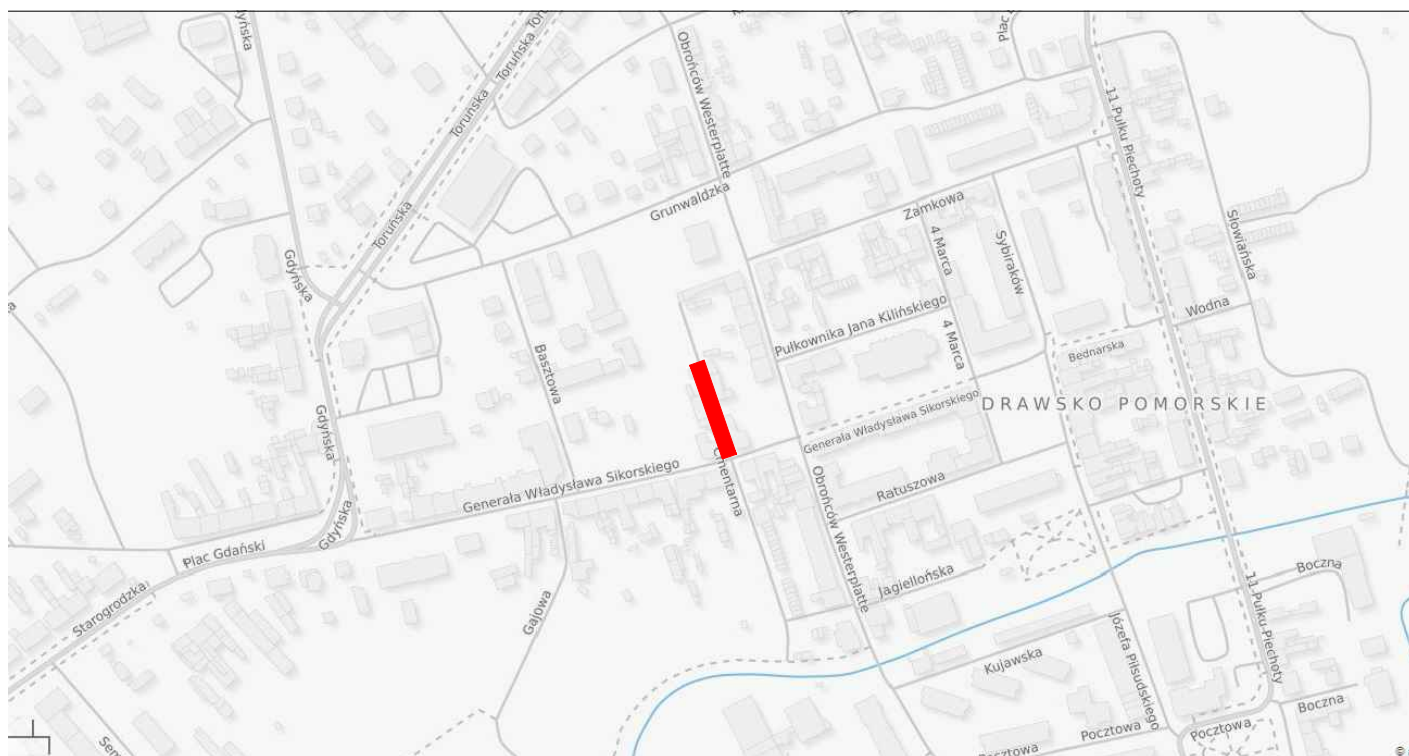 Toruńska
Toruńska
Toruńska
Obrońców Westerplatte
11 Pułku Piechoty
Grunwaldzka
Zamkowa
4 Marca
Sybiraków
Słowiańska
Gdyńska
Pułkownika Jana Kilińskiego
4 Marca
Wodna
Bednarska
Basztowa
Gdyńska
Generała Władysława Sikorskiego
DRAWSKO POMORSKIE
Generała Władysława Sikorskiego
Ratuszowa
Obrońców Westerplatte
Gdyńska
Plac Gdański
Jagiellońska
Boczna
11 Pułku Piechoty
Starogrodzka
Gajowa
Józefa Piłsudskiego
Kujawska
Boczna
Pocztowa
Pocztowa
©